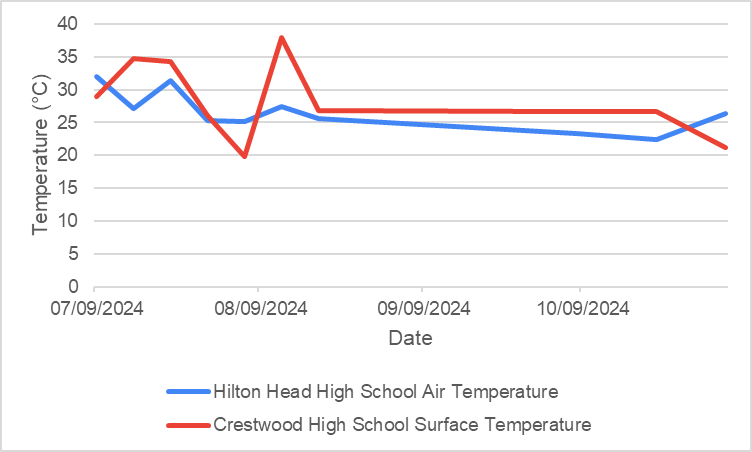 40
35
30
25
20
15
10
5
0
Temperature (°C)
07/09/2024 08/09/2024 09/09/2024 10/09/2024
Date
Hilton Head High School Air Temperature
Crestwood High School Surface Temperature